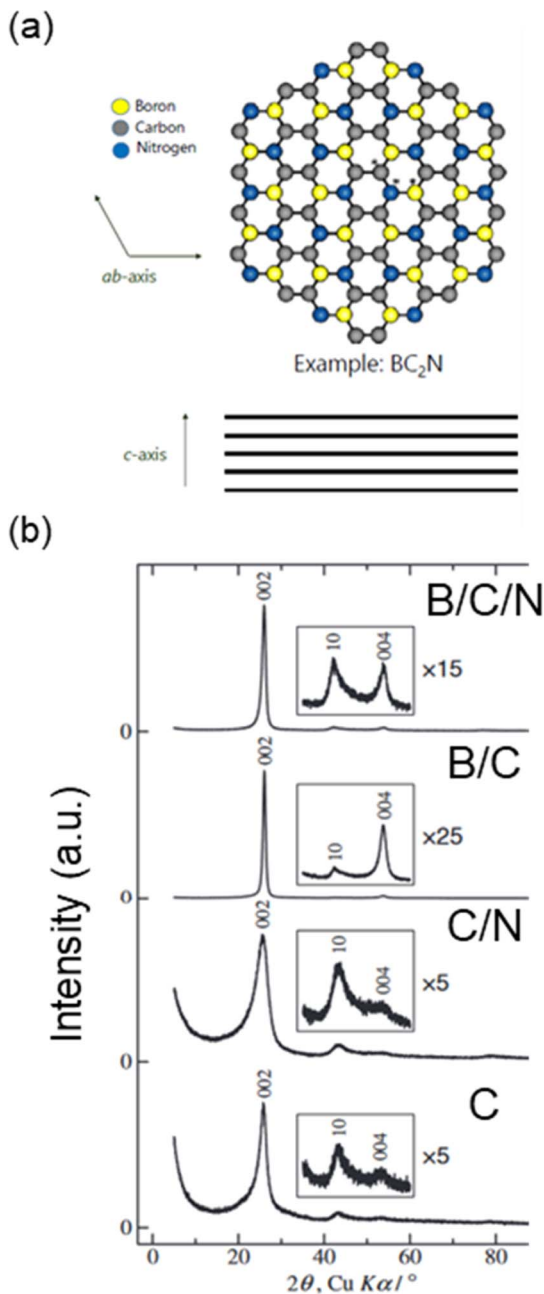 (a)
Boron
Carbon
Nitrogen
* * *
ab-axis
Example: BC₂N
c-axis
(b)
B/C/N
002
10
004
×15
0
B/C
002
10
004
×25
0
C/N
002
10
004
×5
0
C
002
10
004
×5
0
Intensity (a.u.)
0 20 40 60 80
2θ, Cu Kα/°